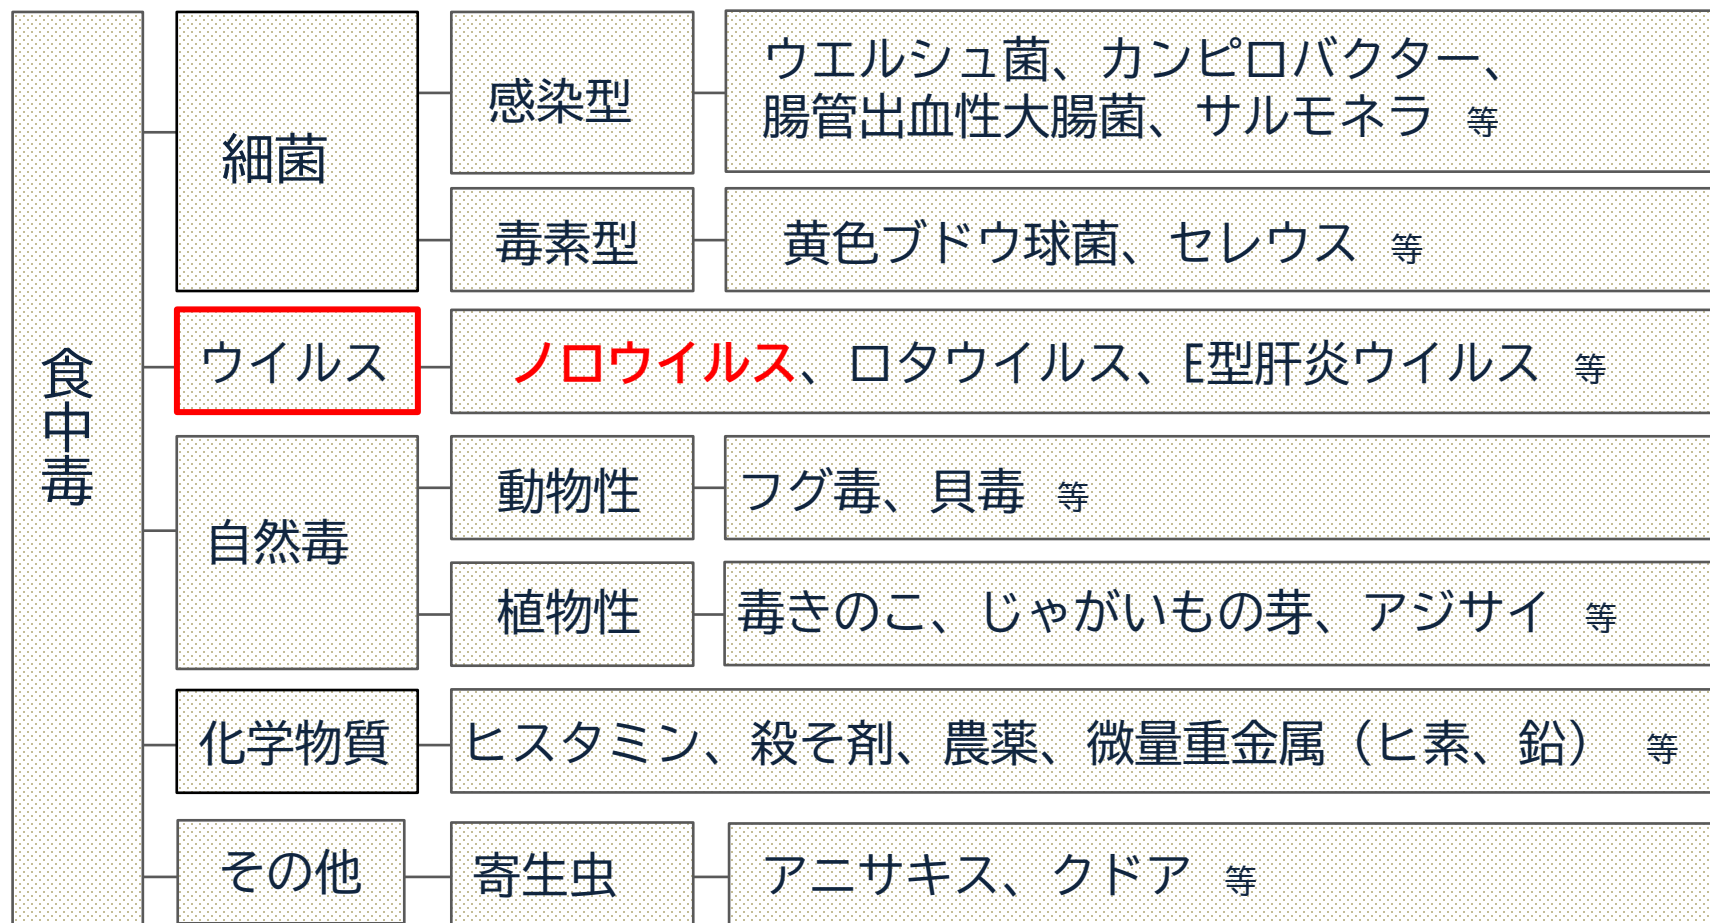 食中毒
細菌
感染型
ウエルシュ菌、カンピロバクター、
腸管出血性大腸菌、サルモネラ 等
毒素型
黄色ブドウ球菌、セレウス 等
ウイルス
ノロウイルス、ロタウイルス、E型肝炎ウイルス 等
自然毒
動物性
フグ毒、貝毒 等
植物性
毒きのこ、じゃがいもの芽、アジサイ 等
化学物質
ヒスタミン、殺そ剤、農薬、微量重金属（ヒ素、鉛） 等
その他
寄生虫
アニサキス、クドア 等